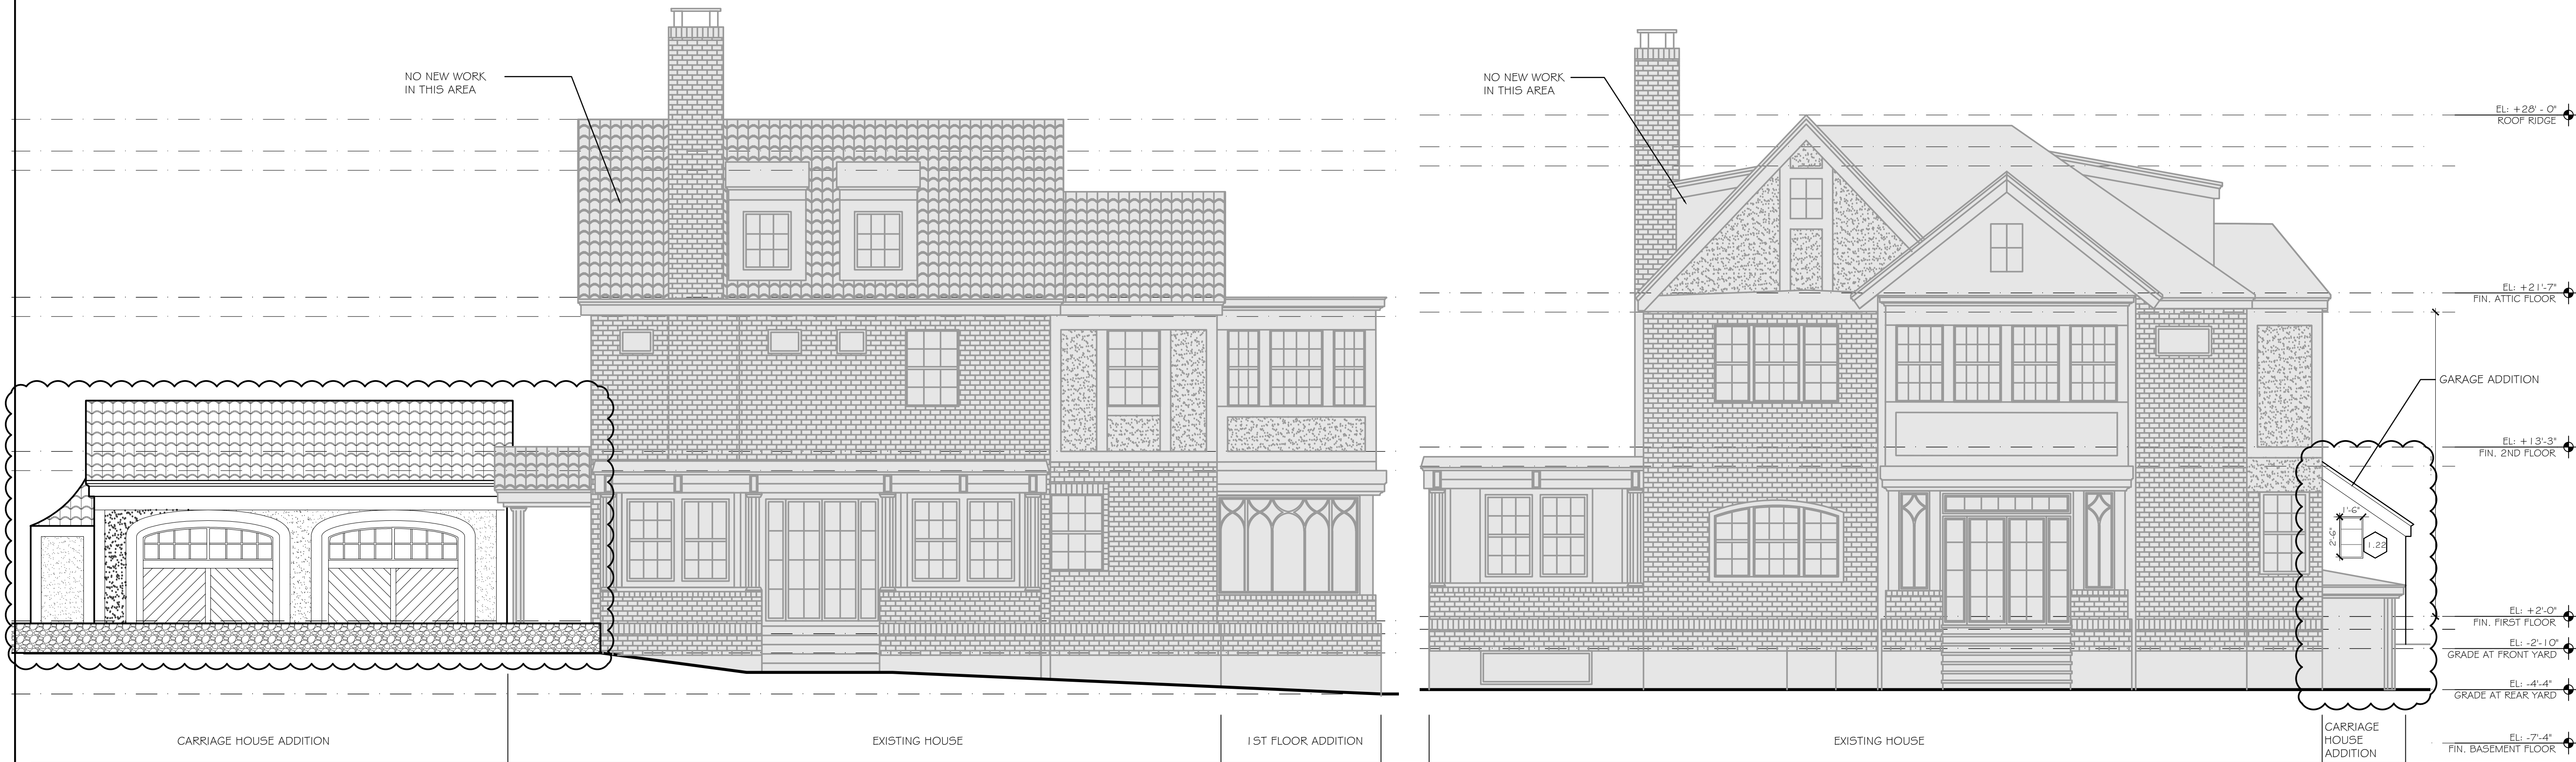 NO NEW WORK
IN THIS AREA
NO NEW WORK
IN THIS AREA
EL: +28' - 0"
ROOF RIDGE
EL: +21'-7"
FIN. ATTIC FLOOR
GARAGE ADDITION
EL: +13'-3"
FIN. 2ND FLOOR
1'-6"
2'-6"
1.22
EL: +2'-0"
FIN. FIRST FLOOR
EL: -2'-10"
GRADE AT FRONT YARD
EL: -4'-4"
GRADE AT REAR YARD
CARRIAGE HOUSE ADDITION
EXISTING HOUSE
1ST FLOOR ADDITION
EXISTING HOUSE
CARRIAGE
HOUSE
ADDITION
EL: -7'-4"
FIN. BASEMENT FLOOR